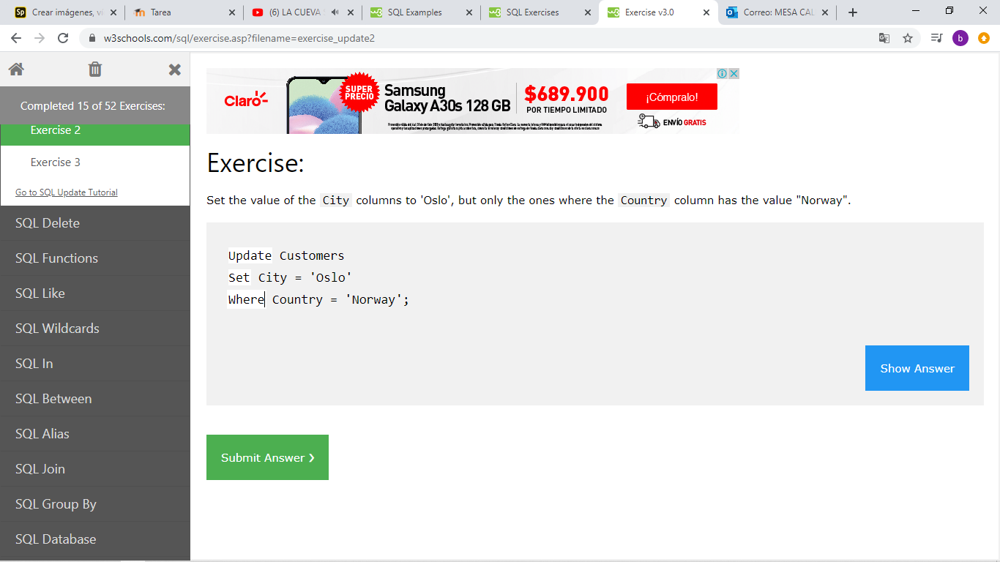 Crear imágenes, ví
Tarea
(6) LA CUEVA S
SQL Examples
SQL Exercises
Exercise v3.0
Correo: MESA CAL
w3schools.com/sql/exercise.asp?filename=exercise_update2
b
Completed 15 of 52 Exercises:
Exercise 2
Exercise 3
Go to SQL Update Tutorial
SQL Delete
SQL Functions
SQL Like
SQL Wildcards
SQL In
SQL Between
SQL Alias
SQL Join
SQL Group By
SQL Database
Claro
SUPER
PRECIO
Samsung
Galaxy A30s 128 GB
$689.900
POR TIEMPO LIMITADO
¡Cómpralo!
ENVÍO GRATIS
Exercise:
Set the value of the City columns to 'Oslo', but only the ones where the Country column has the value "Norway".
Update Customers
Set City = 'Oslo'
Where Country = 'Norway';
Show Answer
Submit Answer ❯